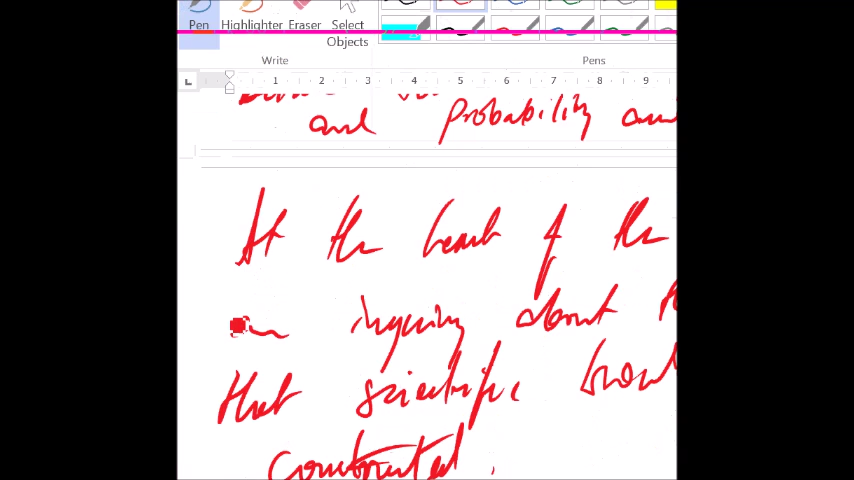 Pen Highlighter Eraser Select Objects
Write Pens
1 2 3 4 5 6 7 8 9
and Probability
At the heart of the
inquiry about
that scientific
constructed.